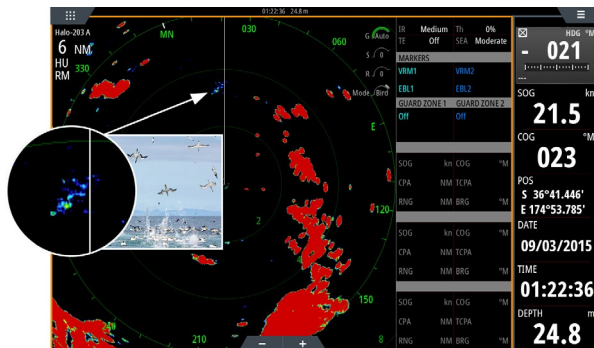 01:22:36 24.8 m
Halo-203 A
6 NM
HU
RM
MN
030
060
330
E
120
150
210
240
2
8
G Auto
S 0
R 0
Mode Bird
- +
IR Medium Th 0%
TE Off SEA Moderate
MARKERS
VRM1 VRM2
EBL1 EBL2
GUARD ZONE 1 GUARD ZONE 2
Off Off
SOG kn COG °M
CPA NM TCPA
RNG NM BRG °M
SOG kn COG °M
CPA NM TCPA
RNG NM BRG °M
SOG kn COG °M
CPA NM TCPA
RNG NM BRG °M
HDG °M
- 021
---
SOG kn
21.5
COG °M
023
POS
S 36°41.446'
E 174°53.785'
DATE
09/03/2015
TIME
01:22:36
DEPTH m
24.8